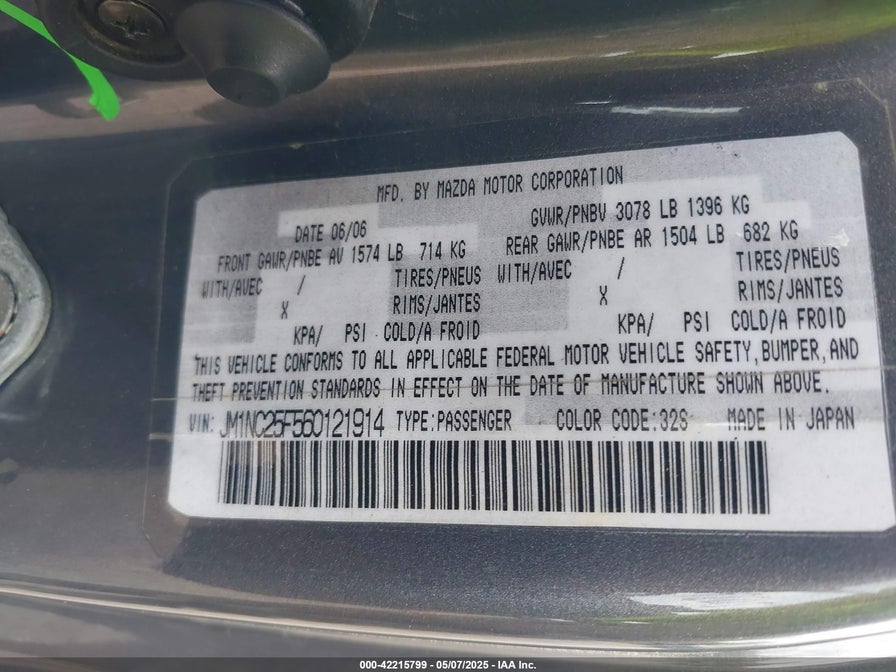 MFD. BY MAZDA MOTOR CORPORATION
DATE 06/06 GVWR/PNBV 3078 LB 1396 KG
FRONT GAWR/PNBE AV 1574 LB 714 KG REAR GAWR/PNBE AR 1504 LB 682 KG
WITH/AVEC / TIRES/PNEUS WITH/AVEC / TIRES/PNEUS
X RIMS/JANTES X RIMS/JANTES
KPA/ PSI COLD/A FROID KPA/ PSI COLD/A FROID
THIS VEHICLE CONFORMS TO ALL APPLICABLE FEDERAL MOTOR VEHICLE SAFETY, BUMPER, AND
THEFT PREVENTION STANDARDS IN EFFECT ON THE DATE OF MANUFACTURE SHOWN ABOVE.
VIN: JM1NC25F560121914 TYPE:PASSENGER COLOR CODE:32S MADE IN JAPAN
000-42215799 - 05/07/2025 - IAA Inc.